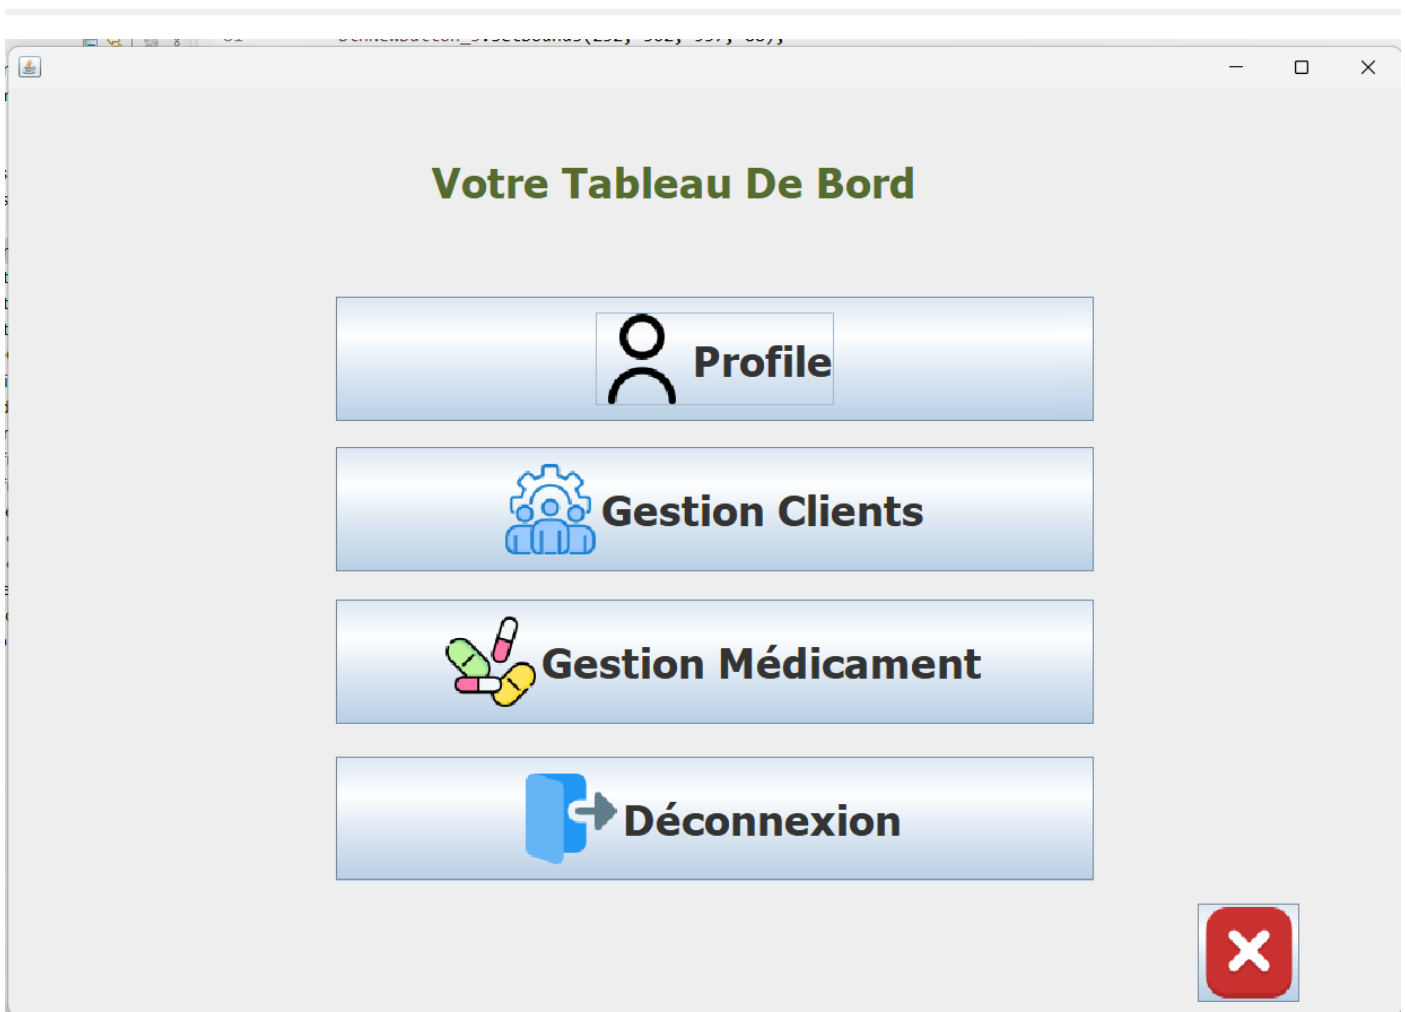 Votre Tableau De Bord
Profile
Gestion Clients
Gestion Médicament
Déconnexion